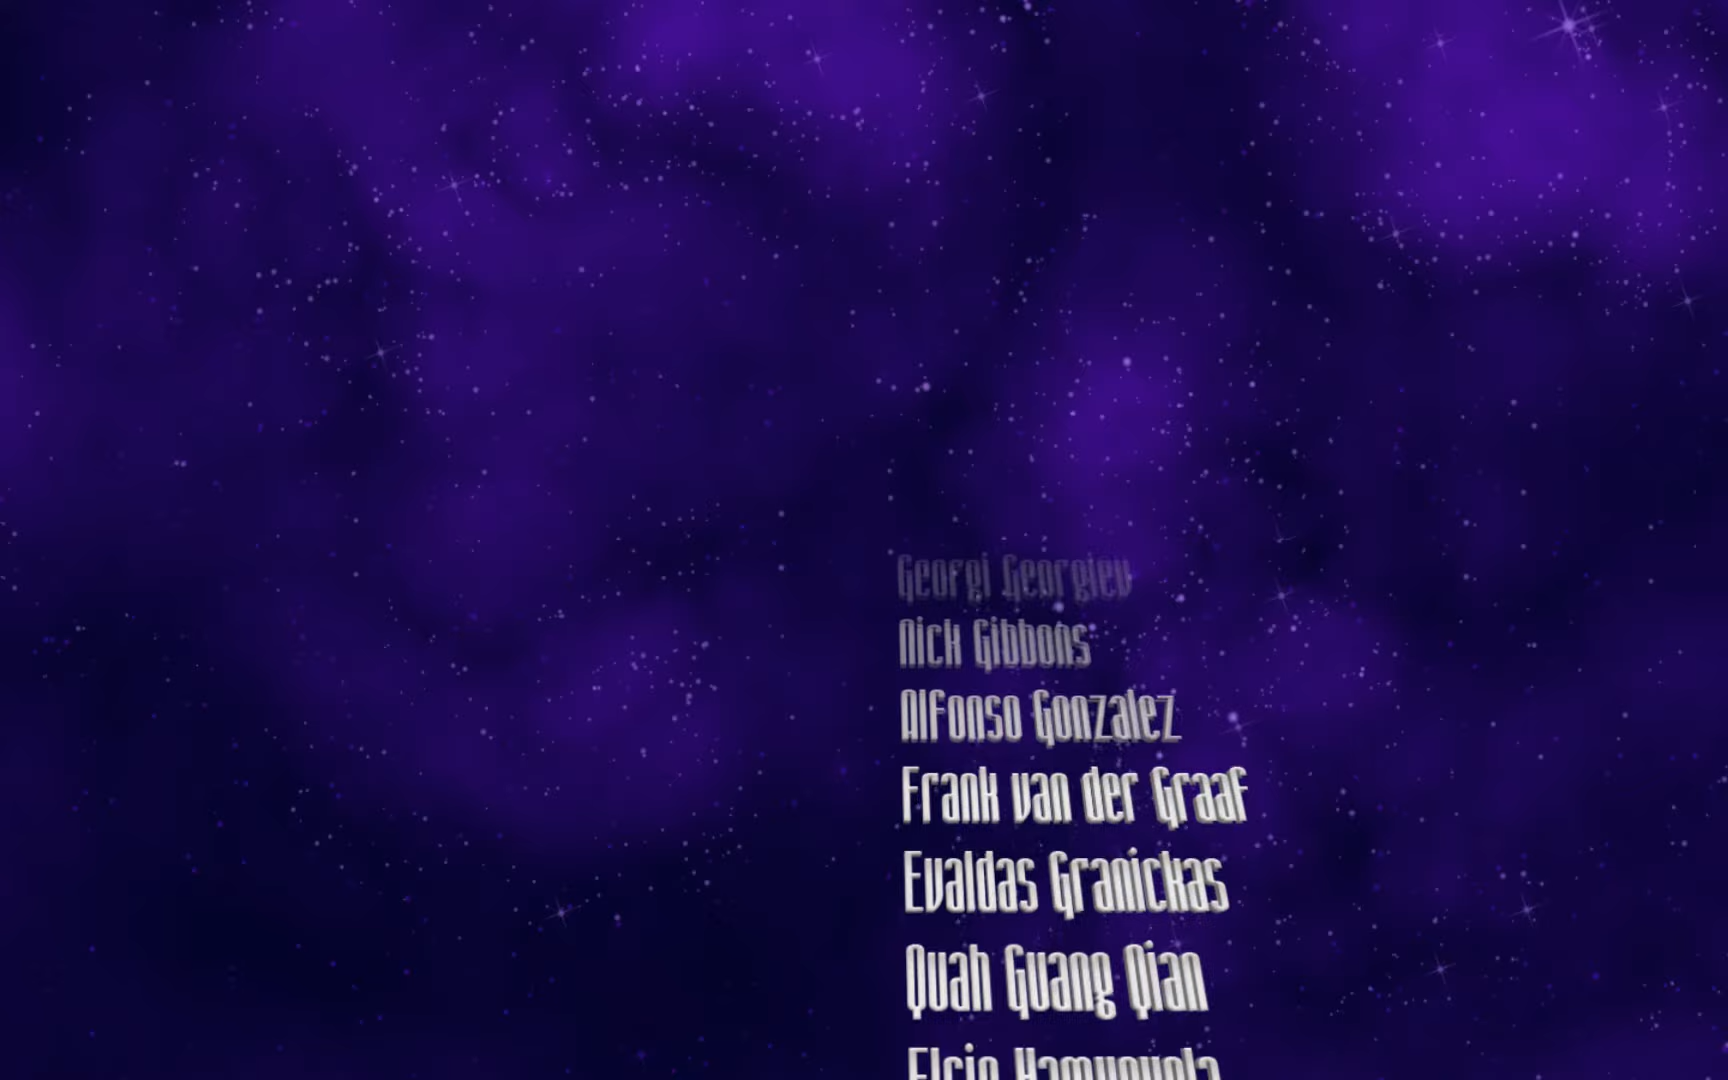 Georgi Georgiev
Nick Gibbons
Alfonso Gonzalez
Frank van der Graaf
Evaldas Granickas
Quah Guang Qian